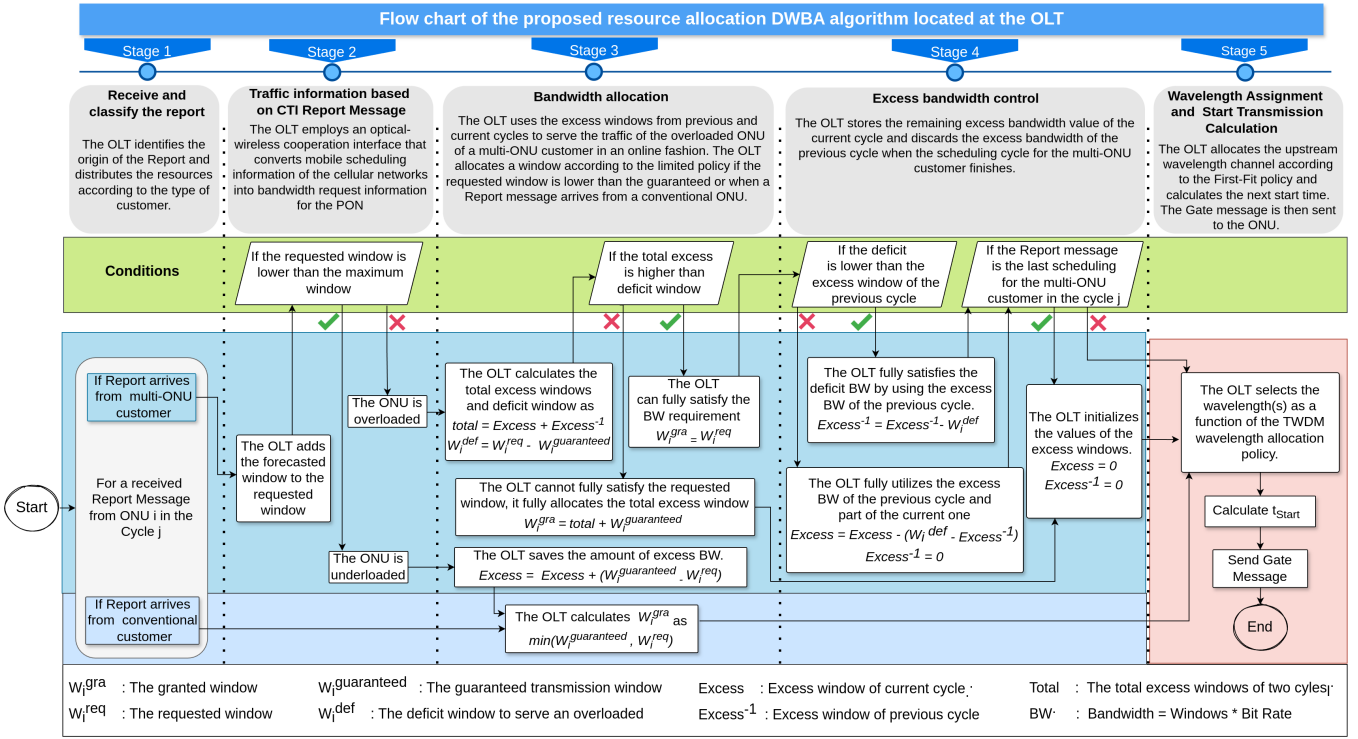 Flow chart of the proposed resource allocation DWBA algorithm located at the OLT
Stage 1
Stage 2
Stage 3
Stage 4
Stage 5
Receive and
classify the report
The OLT identifies the
origin of the Report and
distributes the resources
according to the type of
customer.
Traffic information based
on CTI Report Message
The OLT employs an optical-
wireless cooperation interface that
converts mobile scheduling
information of the cellular networks
into bandwidth request information
for the PON
Bandwidth allocation
The OLT uses the excess windows from previous and
current cycles to serve the traffic of the overloaded ONU
of a multi-ONU customer in an online fashion. The OLT
allocates a window according to the limited policy if the
requested window is lower than the guaranteed or when a
Report message arrives from a conventional ONU.
Excess bandwidth control
The OLT stores the remaining excess bandwidth value of the
current cycle and discards the excess bandwidth of the
previous cycle when the scheduling cycle for the multi-ONU
customer finishes.
Wavelength Assignment
and Start Transmission
Calculation
The OLT allocates the upstream
wavelength channel according
to the First-Fit policy and
calculates the next start time.
The Gate message is then sent
to the ONU.
Conditions
If the requested window is
lower than the maximum
window
If the total excess
is higher than
deficit window
If the deficit
is lower than the
excess window of the
previous cycle
If the Report message
is the last scheduling
for the multi-ONU
customer in the cycle j
Start
If Report arrives
from multi-ONU
customer
For a received
Report Message
from ONU i in the
Cycle j
If Report arrives
from conventional
customer
The OLT adds
the forecasted
window to the
requested
window
The ONU is
overloaded
The ONU is
underloaded
The OLT calculates the
total excess windows
and deficit window as
total = Excess + Excess-1
Widef = Wireq - Wiguaranteed
The OLT
can fully satisfy the
BW requirement
Wigra = Wireq
The OLT cannot fully satisfy the requested
window, it fully allocates the total excess window
Wigra = total + Wiguaranteed
The OLT saves the amount of excess BW.
Excess = Excess + (Wiguaranteed - Wireq)
The OLT calculates Wigra as
min(Wiguaranteed , Wireq)
The OLT fully satisfies the
deficit BW by using the excess
BW of the previous cycle.
Excess-1 = Excess-1 - Widef
The OLT fully utilizes the excess
BW of the previous cycle and
part of the current one
Excess = Excess - (Wi def - Excess-1)
Excess-1 = 0
The OLT initializes
the values of the
excess windows.
Excess = 0
Excess-1 = 0
The OLT selects the
wavelength(s) as a
function of the TWDM
wavelength allocation
policy.
Calculate tStart
Send Gate
Message
End
Wigra : The granted window
Wiguaranteed : The guaranteed transmission window
Excess : Excess window of current cycle.
Total : The total excess windows of two cyles
Wireq : The requested window
Widef : The deficit window to serve an overloaded
Excess-1 : Excess window of previous cycle
BW : Bandwidth = Windows * Bit Rate